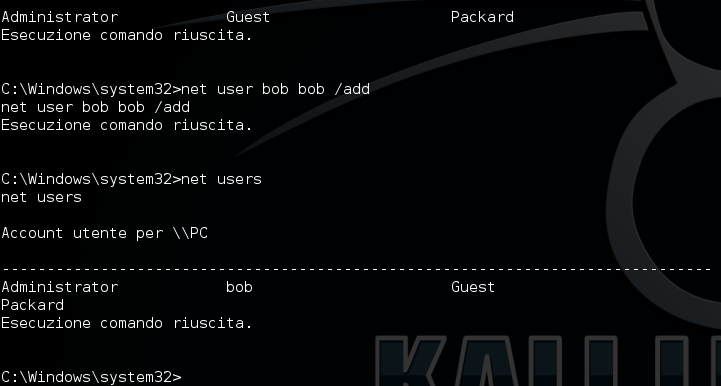 Administrator Guest Packard
Esecuzione comando riuscita.
C:\Windows\system32>net user bob bob /add
net user bob bob /add
Esecuzione comando riuscita.
C:\Windows\system32>net users
net users
Account utente per \\PC
-------------------------------------------------------------------------------
Administrator bob Guest
Packard
Esecuzione comando riuscita.
C:\Windows\system32>